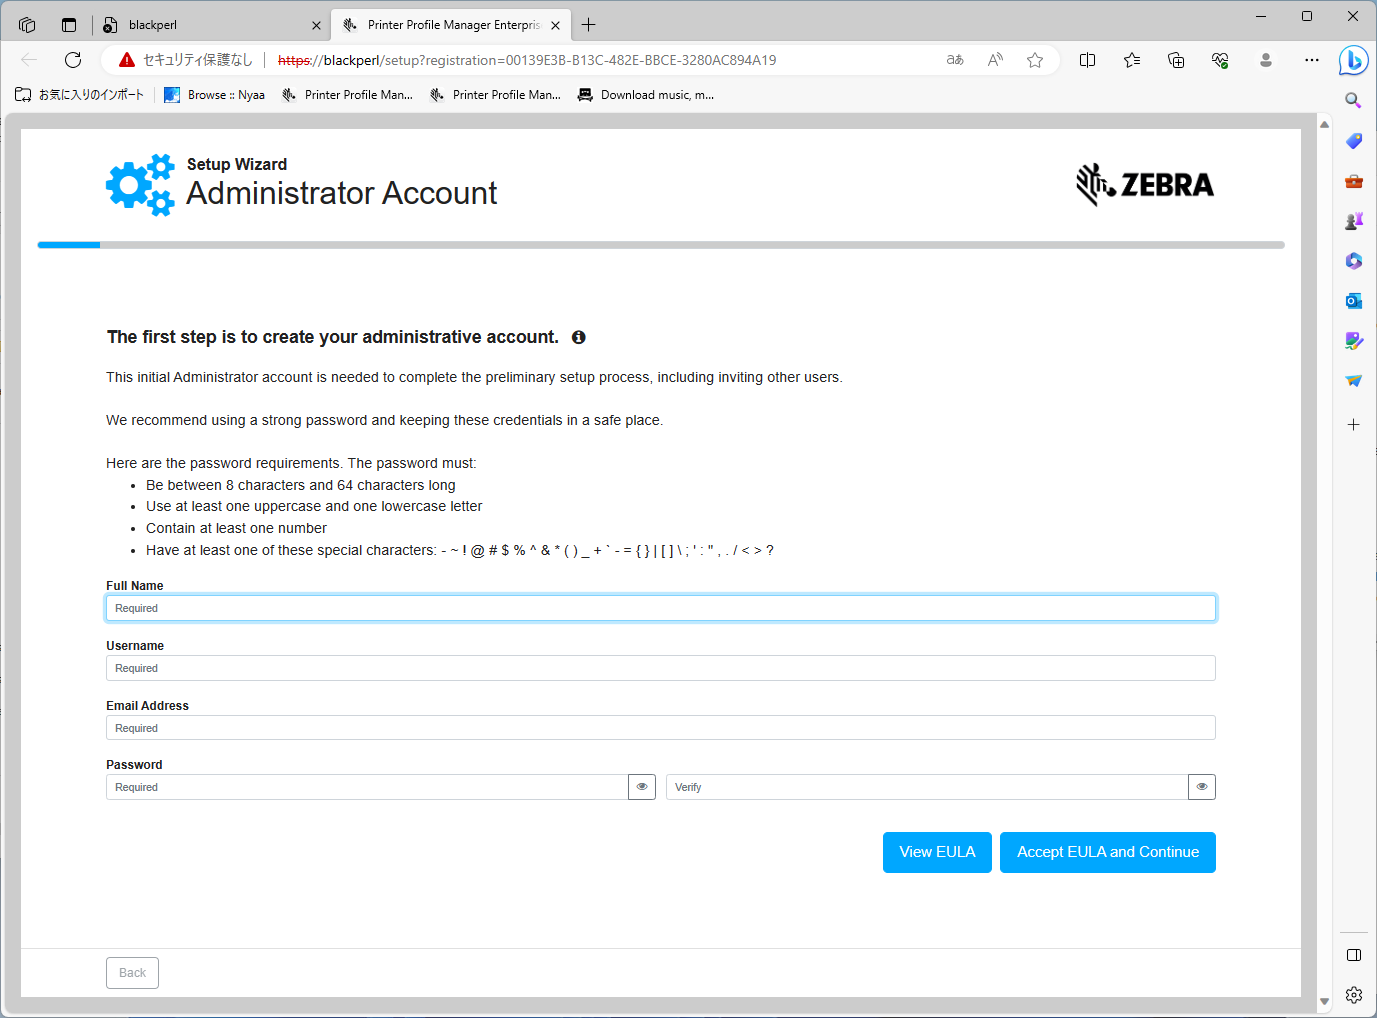 blackperl
Printer Profile Manager Enterpris
セキュリティ保護なし
https://blackperl/setup?registration=00139E3B-B13C-482E-BBCE-3280AC894A19
ああ
お気に入りのインポート
Browse :: Nyaa
Printer Profile Man...
Printer Profile Man...
Download music, m...
Setup Wizard
Administrator Account
ZEBRA
The first step is to create your administrative account.
This initial Administrator account is needed to complete the preliminary setup process, including inviting other users.
We recommend using a strong password and keeping these credentials in a safe place.
Here are the password requirements. The password must:
• Be between 8 characters and 64 characters long
• Use at least one uppercase and one lowercase letter
• Contain at least one number
• Have at least one of these special characters: - ~ ! @ # $ % ^ & * ( ) _ + ` - = { } | [ ] \ ; ' : " , . / < > ?
Full Name
Required
Username
Required
Email Address
Required
Password
Required
Verify
View EULA
Accept EULA and Continue
Back